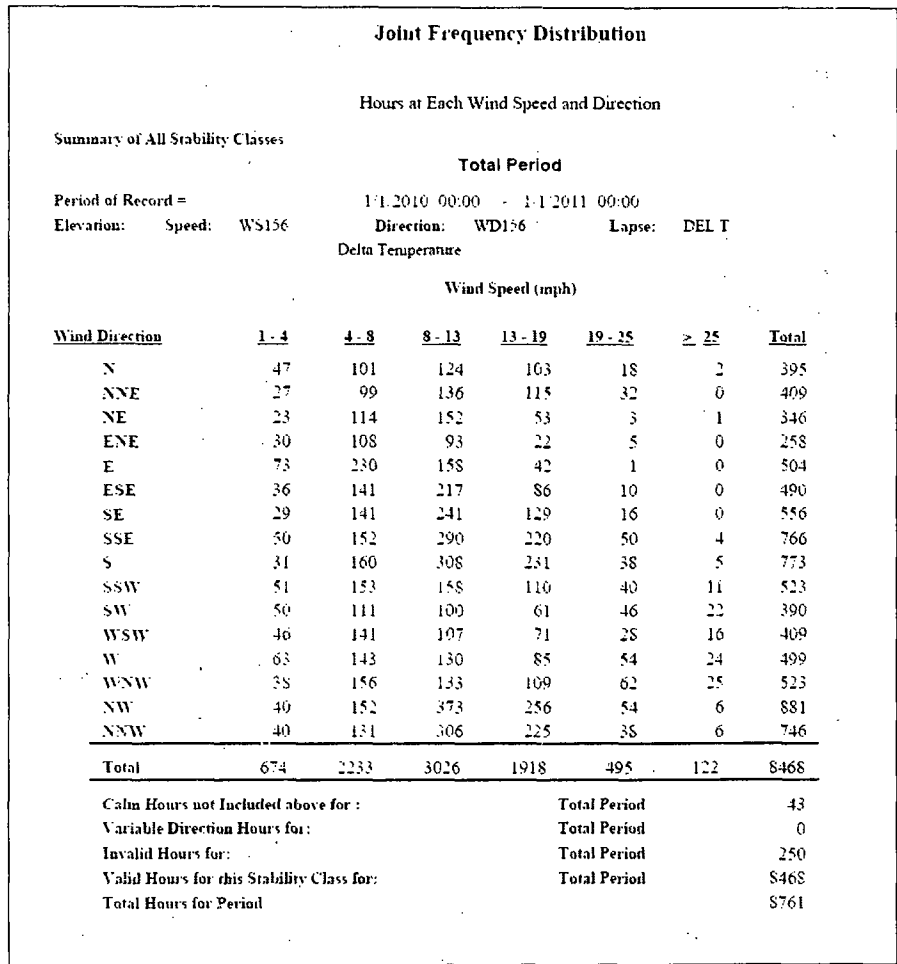 Joint Frequency Distribution
Hours at Each Wind Speed and Direction
Summary of All Stability Classes
Total Period
Period of Record = 1/1/2010 00:00 - 1/1/2011 00:00
Elevation: Speed: WS156 Direction: WD156 Lapse: DEL T
Delta Temperature
Wind Speed (mph)
Wind Direction 1 - 4 4 - 8 8 - 13 13 - 19 19 - 25 ≥ 25 Total
N 47 101 124 103 18 2 395
NNE 27 99 136 115 32 0 409
NE 23 114 152 53 3 1 346
ENE 30 108 93 22 5 0 258
E 73 230 158 42 1 0 504
ESE 36 141 217 86 10 0 490
SE 29 141 241 129 16 0 556
SSE 50 152 290 220 50 4 766
S 31 160 308 231 38 5 773
SSW 51 153 158 110 40 11 523
SW 50 111 100 61 46 22 390
WSW 46 141 107 71 28 16 409
W 63 143 130 85 54 24 499
WNW 38 156 133 109 62 25 523
NW 40 152 373 256 54 6 881
NNW 40 131 306 225 38 6 746
Total 674 2233 3026 1918 495 122 8468
Calm Hours not Included above for : Total Period 43
Variable Direction Hours for: Total Period 0
Invalid Hours for: Total Period 250
Valid Hours for this Stability Class for: Total Period 8468
Total Hours for Period 8761